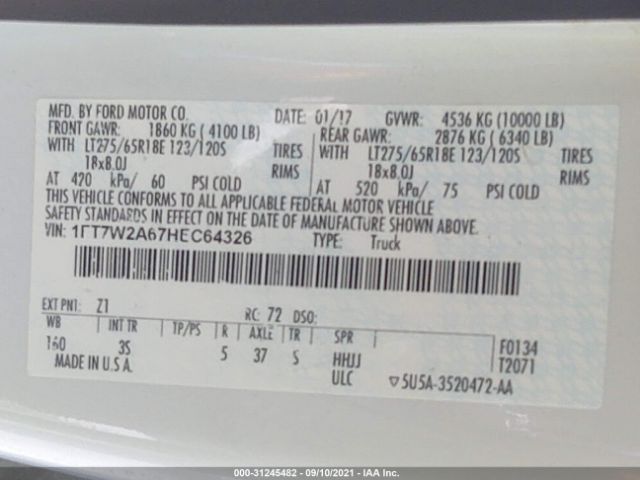 MFD. BY FORD MOTOR CO.
DATE: 01/17 GVWR: 4536 KG (10000 LB)
FRONT GAWR: 1860 KG ( 4100 LB) REAR GAWR: 2876 KG ( 6340 LB)
WITH LT275/65R18E 123/120S TIRES WITH LT275/65R18E 123/120S TIRES
18x8.0J RIMS 18x8.0J RIMS
AT 420 kPa/ 60 PSI COLD AT 520 kPa/ 75 PSI COLD
THIS VEHICLE CONFORMS TO ALL APPLICABLE FEDERAL MOTOR VEHICLE
SAFETY STANDARDS IN EFFECT ON THE DATE OF MANUFACTURE SHOWN ABOVE.
VIN: 1FT7W2A67HEC64326 TYPE: Truck
EXT PNT: Z1 RC: 72 DSO:
WB INT TR TP/PS R AXLE TR SPR F0134
160 3S 5 37 S HHJJ T2071
MADE IN U.S.A. ULC ▽5U5A-3520472-AA
000-31245482 - 09/10/2021 - IAA Inc.